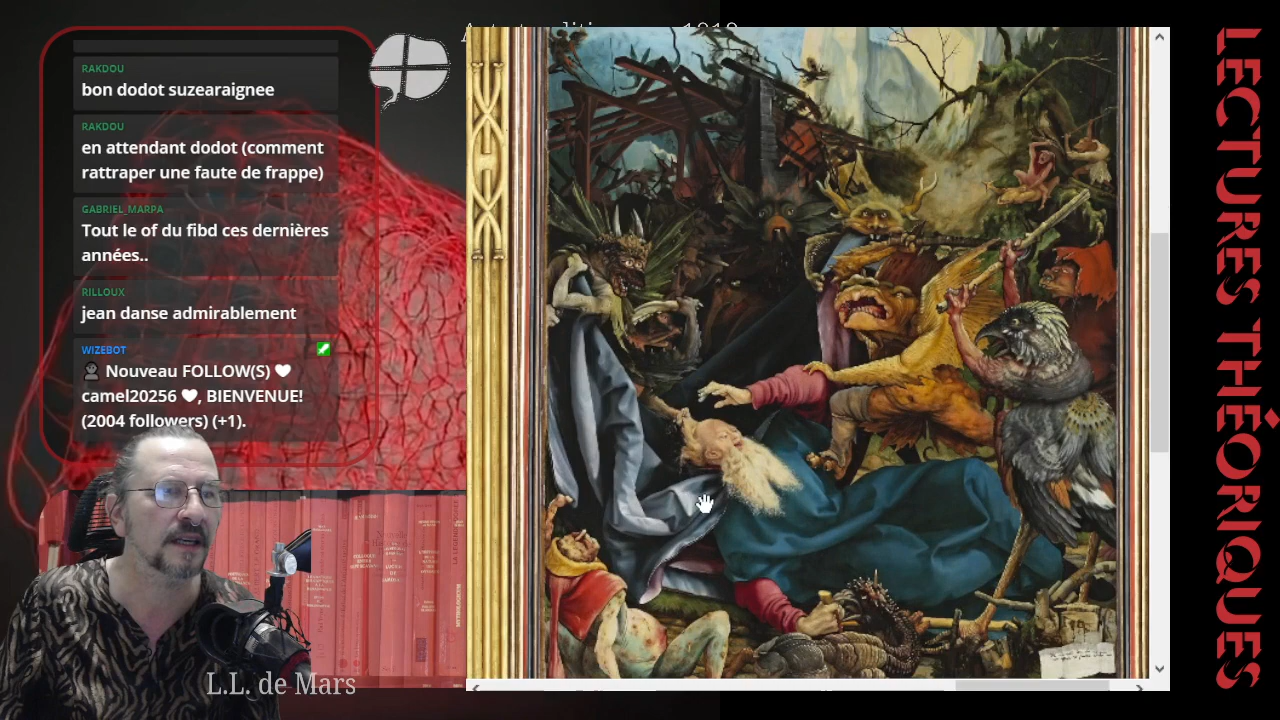 RAKDOU
bon dodot suzearaignee
RAKDOU
en attendant dodot (comment
rattraper une faute de frappe)
GABRIEL_MARPA
Tout le of du fibd ces dernières
années..
RILLOUX
jean danse admirablement
WIZEBOT
Nouveau FOLLOW(S) ♥
camel20256 ♥, BIENVENUE!
(2004 followers) (+1).
L.L. de Mars
LECTURES THÉORIQUES